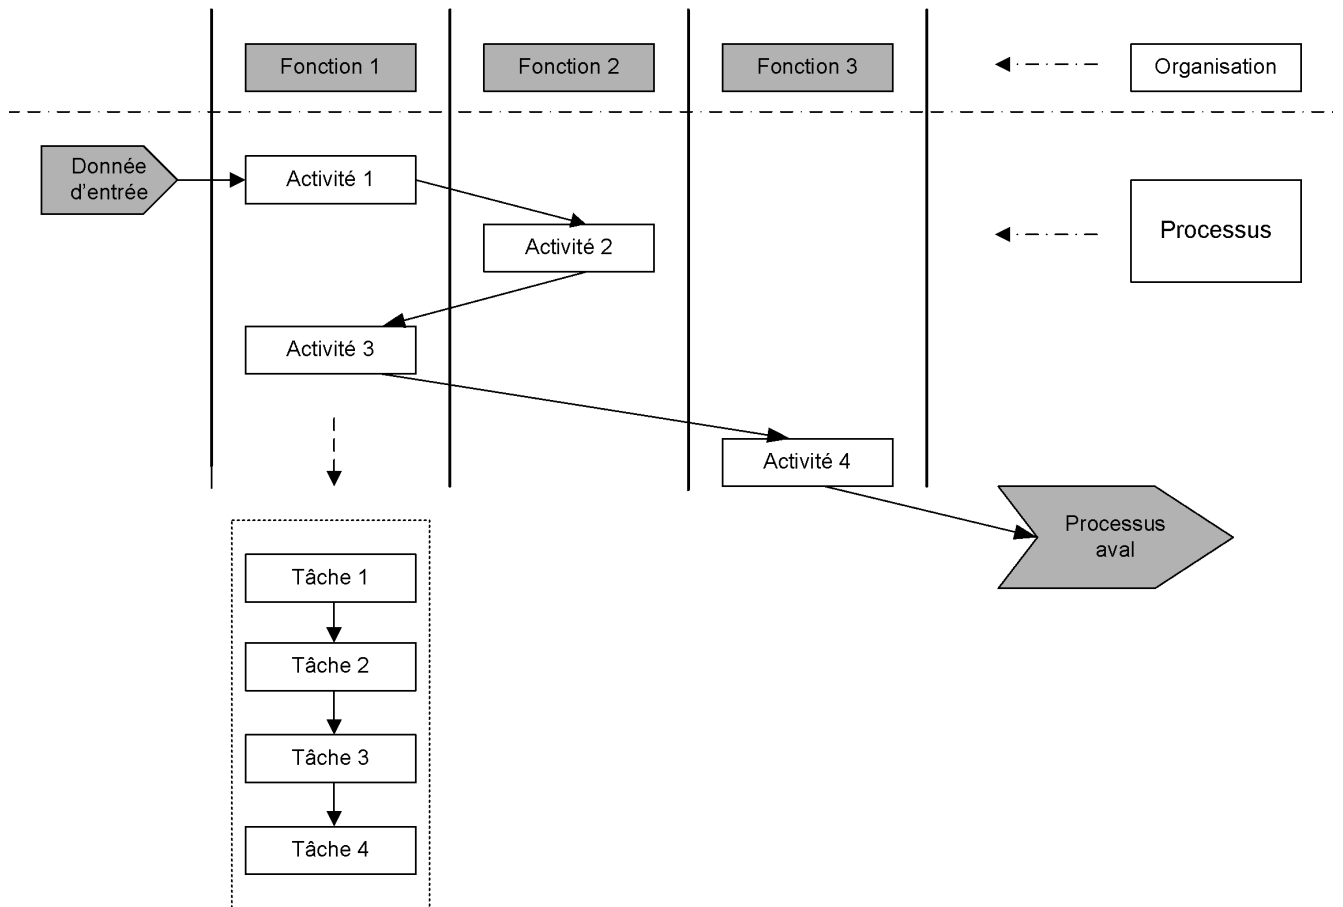 Fonction 1
Fonction 2
Fonction 3
Organisation
Donnée
d’entrée
Activité 1
Activité 2
Processus
Activité 3
Activité 4
Processus
aval
Tâche 1
Tâche 2
Tâche 3
Tâche 4